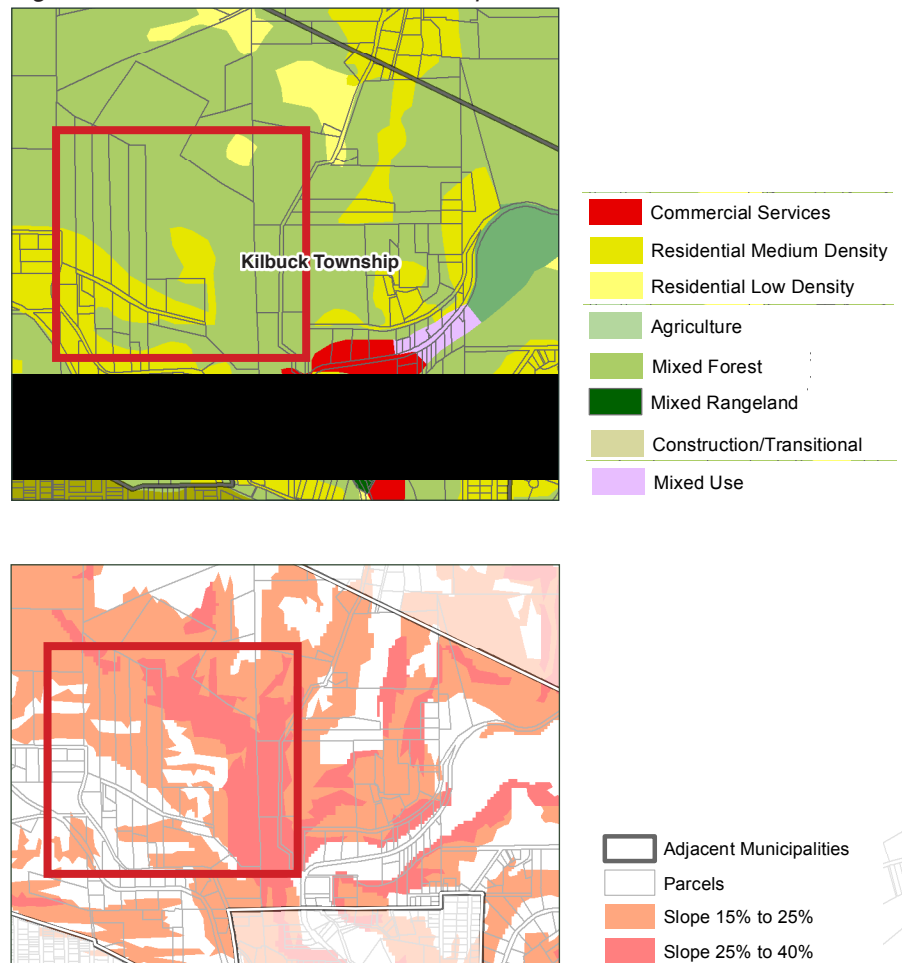 Kilbuck Township
Commercial Services
Residential Medium Density
Residential Low Density
Agriculture
Mixed Forest
Mixed Rangeland
Construction/Transitional
Mixed Use
Adjacent Municipalities
Parcels
Slope 15% to 25%
Slope 25% to 40%